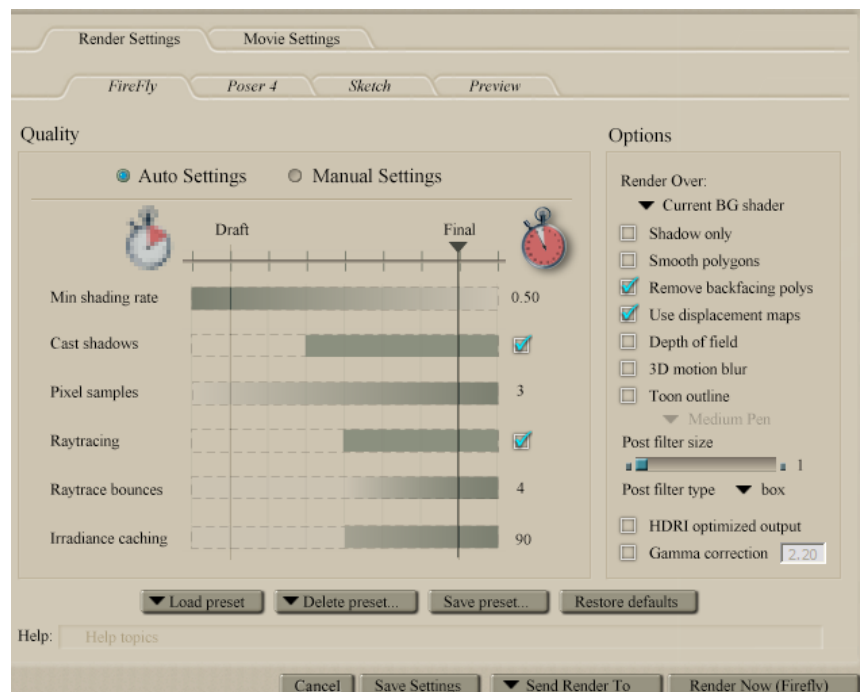 Render Settings Movie Settings
FireFly Poser 4 Sketch Preview
Quality
Auto Settings Manual Settings
Draft Final
Min shading rate 0.50
Cast shadows
Pixel samples 3
Raytracing
Raytrace bounces 4
Irradiance caching 90
Options
Render Over:
Current BG shader
Shadow only
Smooth polygons
Remove backfacing polys
Use displacement maps
Depth of field
3D motion blur
Toon outline
Medium Pen
Post filter size
1
Post filter type box
HDRI optimized output
Gamma correction 2.20
Load preset Delete preset... Save preset... Restore defaults
Help: Help topics
Cancel Save Settings Send Render To Render Now (Firefly)